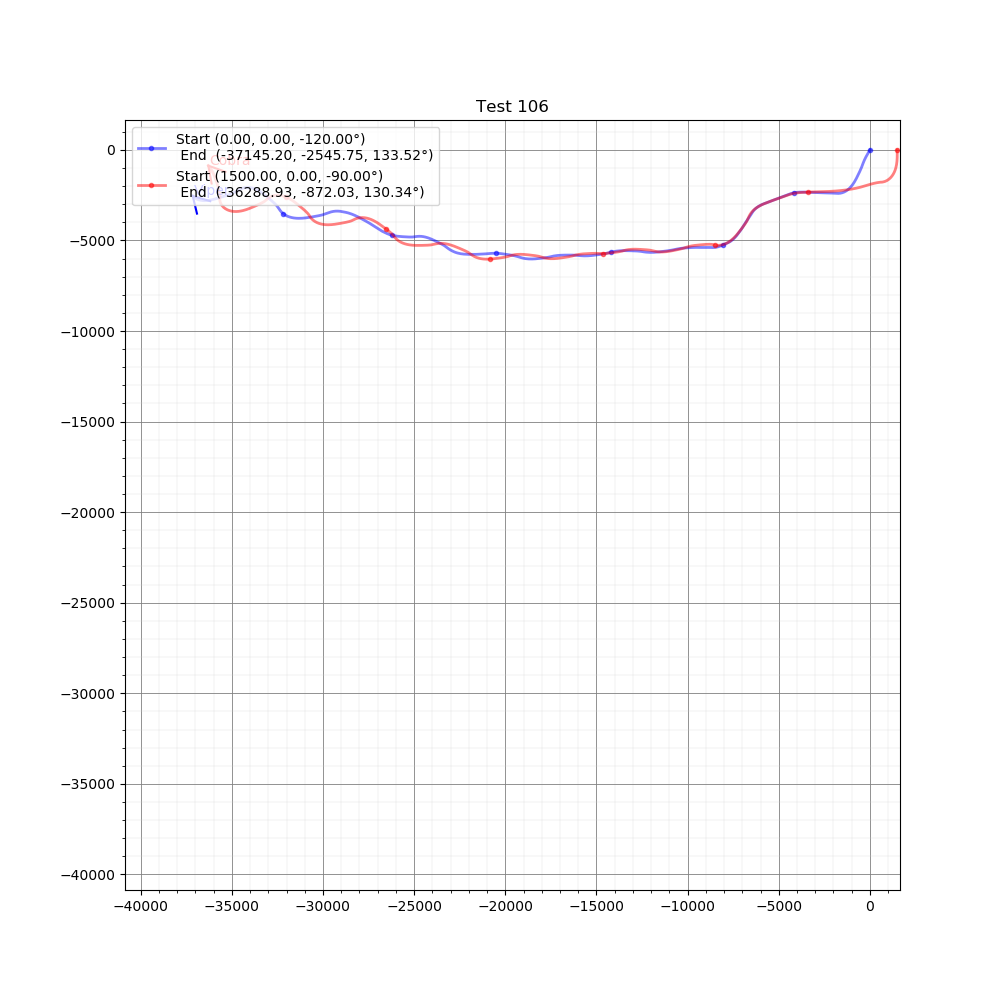 Test 106
Start (0.00, 0.00, -120.00°)
End (-37145.20, -2545.75, 133.52°)
Start (1500.00, 0.00, -90.00°)
End (-36288.93, -872.03, 130.34°)
Cobra
0
−5000
−10000
−15000
−20000
−25000
−30000
−35000
−40000
−40000 −35000 −30000 −25000 −20000 −15000 −10000 −5000 0